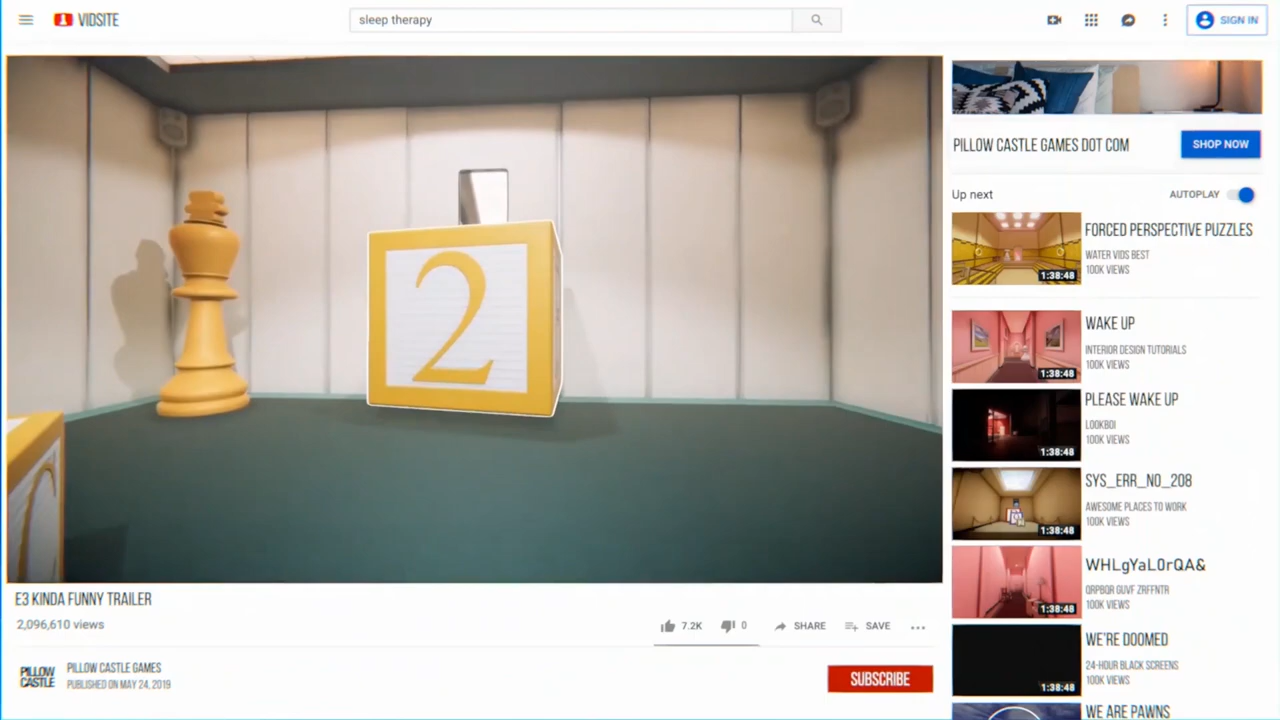 VIDSITE
sleep therapy
SIGN IN
2
PILLOW CASTLE GAMES DOT COM
SHOP NOW
Up next
AUTOPLAY
1:38:48
FORCED PERSPECTIVE PUZZLES
WATER VIDS BEST
100K VIEWS
1:38:48
WAKE UP
INTERIOR DESIGN TUTORIALS
100K VIEWS
1:38:48
PLEASE WAKE UP
LOOKBOI
100K VIEWS
1:38:48
SYS_ERR_NO_208
AWESOME PLACES TO WORK
100K VIEWS
1:38:48
WHLgYaL0rQA&
QRPBQR GUVF ZRFFNTR
100K VIEWS
1:38:48
WE'RE DOOMED
24-HOUR BLACK SCREENS
100K VIEWS
WE ARE PAWNS
E3 KINDA FUNNY TRAILER
2,096,610 views
7.2K
0
SHARE
SAVE
PILLOW CASTLE
PILLOW CASTLE GAMES
PUBLISHED ON MAY 24, 2019
SUBSCRIBE